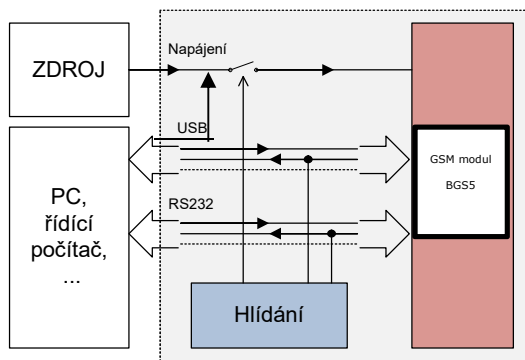 ZDROJ
Napájení
USB
GSM modul
BGS5
PC,
řídící
počítač,
...
RS232
Hlídání